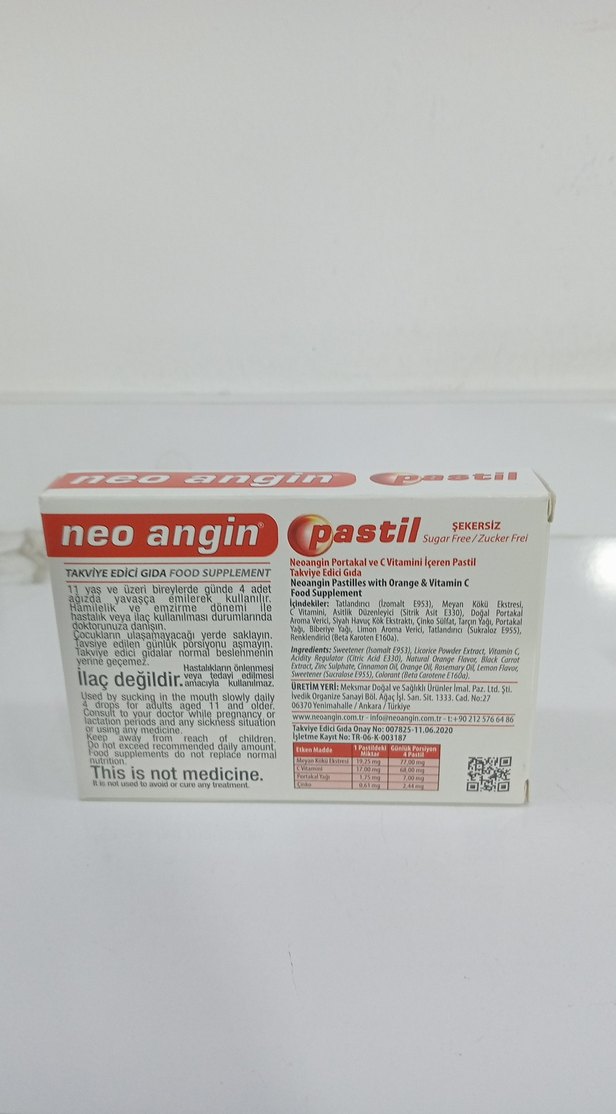 neo angin pastil
neo angin®
TAKVİYE EDİCİ GIDA FOOD SUPPLEMENT
11 yaş ve üzeri bireylerde günde 4 adet
ağızda yavaşça emilerek kullanılır.
Hamilelik ve emzirme dönemi ile
hastalık veya ilaç kullanılması durumlarında
doktorunuza danışın.
Çocukların ulaşamayacağı yerde saklayın.
Tavsiye edilen günlük porsiyonu aşmayın.
Takviye edici gıdalar normal beslenmenin
yerine geçemez.
İlaç değildir. Hastalıkların önlenmesi
veya tedavi edilmesi
amacıyla kullanılmaz.
Used by sucking in the mouth slowly daily
4 drops for adults aged 11 and older.
Consult to your doctor while pregnancy or
lactation periods and any sickness situation
or using any medicine.
Keep away from reach of children.
Do not exceed recommended daily amount.
Food supplements do not replace normal
nutrition.
This is not medicine.
It is not used to avoid or cure any treatment.
pastil ŞEKERSİZ
Sugar Free / Zucker Frei
Neoangin Portakal ve C Vitamini İçeren Pastil
Takviye Edici Gıda
Neoangin Pastilles with Orange & Vitamin C
Food Supplement
İçindekiler: Tatlandırıcı (İzomalt E953), Meyan Kökü Ekstresi,
C Vitamini, Asitlik Düzenleyici (Sitrik Asit E330), Doğal Portakal
Aroma Verici, Siyah Havuç Kök Ekstraktı, Çinko Sülfat, Tarçın Yağı, Portakal
Yağı, Biberiye Yağı, Limon Aroma Verici, Tatlandırıcı (Sukraloz E955),
Renklendirici (Beta Karoten E160a).
Ingredients: Sweetener (Isomalt E953), Licorice Powder Extract, Vitamin C,
Acidity Regulator (Citric Acid E330), Natural Orange Flavor, Black Carrot
Extract, Zinc Sulphate, Cinnamon Oil, Orange Oil, Rosemary Oil, Lemon Flavor,
Sweetener (Sucralose E955), Colorant (Beta Carotene E160a).
ÜRETİM YERİ: Meksmar Doğal ve Sağlıklı Ürünler İmal. Paz. Ltd. Şti.
İvedik Organize Sanayi Böl. Ağaç İşl. San. Sit. 1333. Cad. No:27
06370 Yenimahalle / Ankara / Türkiye
www.neoangin.com.tr - info@neoangin.com.tr - t:+90 212 576 64 86
Takviye Edici Gıda Onay No: 007825-11.06.2020
İşletme Kayıt No: TR-06-K-003187
Etken Madde 1 Pastildeki Miktar Günlük Porsiyon 4 Pastil
Meyan Kökü Ekstresi 19,25 mg 77,00 mg
C Vitamini 17,00 mg 68,00 mg
Portakal Yağı 1,75 mg 7,00 mg
Çinko 0,61 mg 2,44 mg